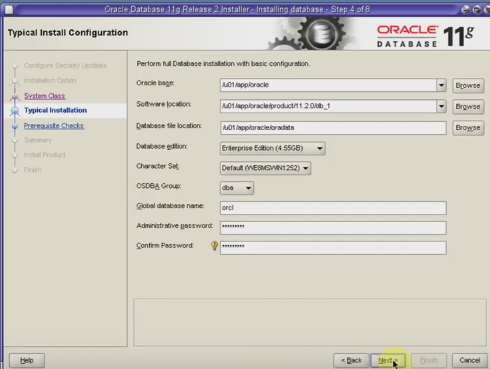 Oracle Database 11g Release 2 Installer - Installing database - Step 4 of 8
Typical Install Configuration
ORACLE
DATABASE
11g
Configure Security Updates
Installation Option
System Class
Typical Installation
Prerequisite Checks
Summary
Install Product
Finish
Perform full Database installation with basic configuration.
Oracle base: /u01/app/oracle Browse
Software location: /u01/app/oracle/product/11.2.0/db_1 Browse
Database file location: /u01/app/oracle/oradata Browse
Database edition: Enterprise Edition (4.55GB)
Character Set: Default (WE8MSWIN1252)
OSDBA Group: dba
Global database name: orcl
Administrative password: *********
Confirm Password: *********
Help < Back Next > Finish Cancel